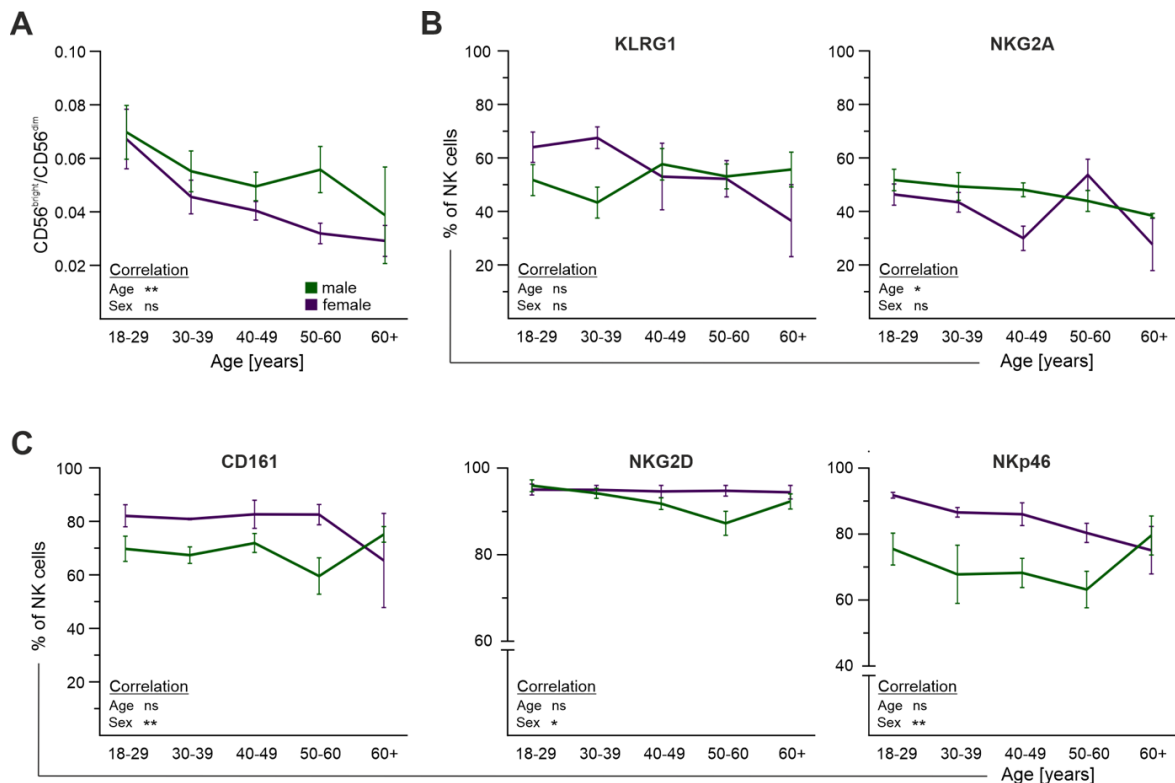 A
0.10
0.08
0.06
0.04
0.02
CD56bright/CD56dim
Correlation
Age **
Sex ns
male
female
18-29 30-39 40-49 50-60 60+
Age [years]
B
KLRG1
100
80
60
40
20
% of NK cells
Correlation
Age ns
Sex ns
18-29 30-39 40-49 50-60 60+
NKG2A
100
80
60
40
20
Correlation
Age *
Sex ns
18-29 30-39 40-49 50-60 60+
Age [years]
C
CD161
100
80
60
40
20
% of NK cells
Correlation
Age ns
Sex **
18-29 30-39 40-49 50-60 60+
NKG2D
100
80
60
Correlation
Age ns
Sex *
18-29 30-39 40-49 50-60 60+
NKp46
100
80
60
40
Correlation
Age ns
Sex **
18-29 30-39 40-49 50-60 60+
Age [years]